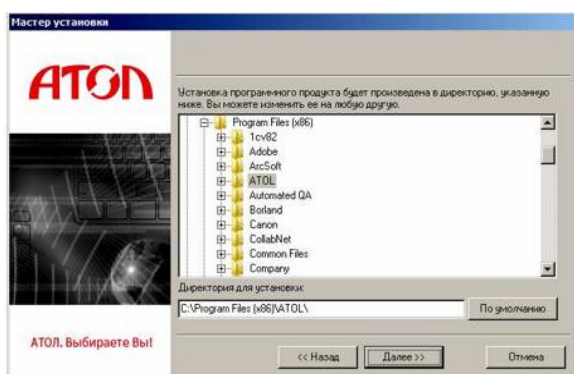 Мастер установки
АТОЛ
Установка программного продукта будет произведена в директорию, указанную
ниже. Вы можете изменить ее на любую другую.
Program Files (x86)
1cv82
Adobe
ArcSoft
ATOL
Automated QA
Borland
Canon
CollabNet
Common Files
Company
Директория для установки:
C:\Program Files (x86)\ATOL\
По умолчанию
АТОЛ. Выбираете Вы!
<< Назад
Далее >>
Отмена